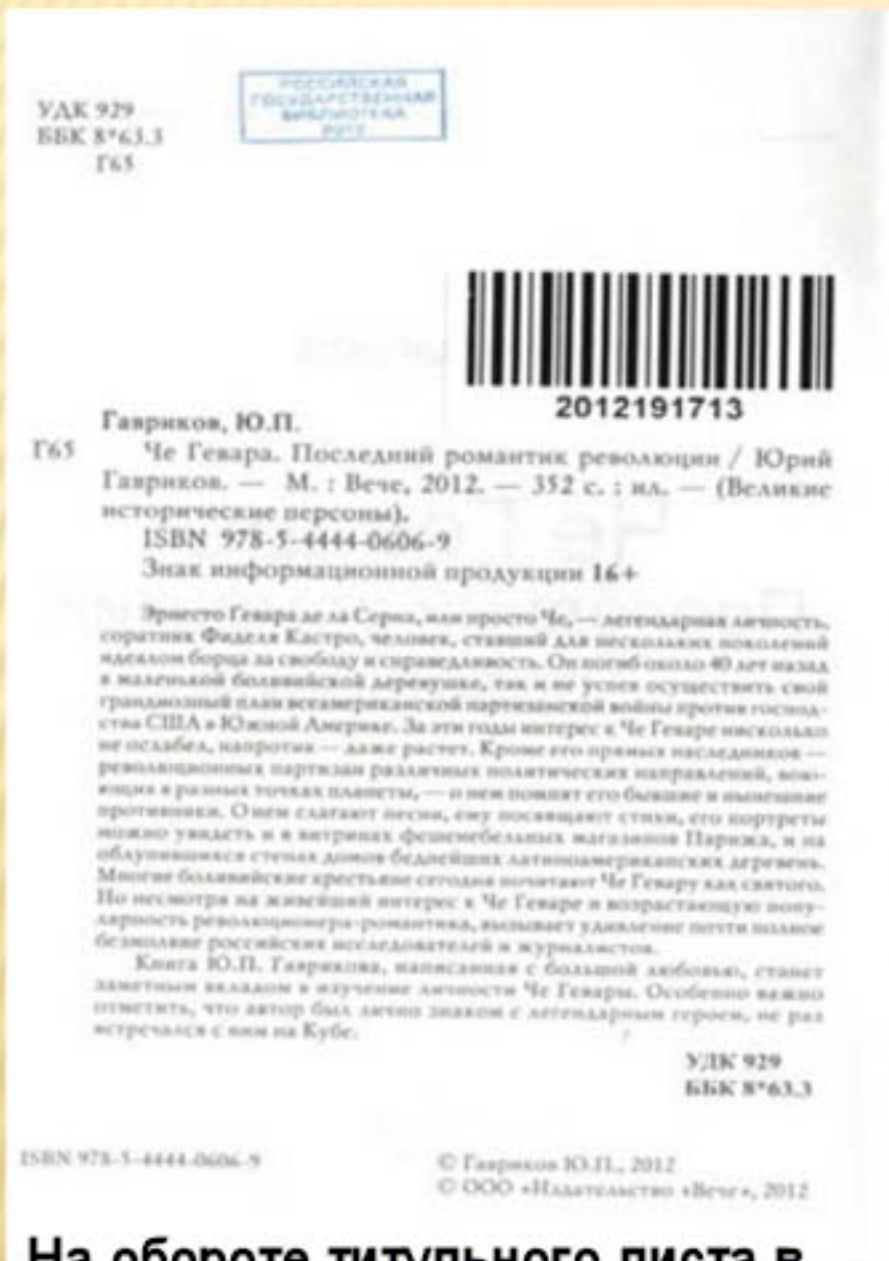 УДК 929
ББК 8*63.3
Г65
РОССИЙСКАЯ
ГОСУДАРСТВЕННАЯ
БИБЛИОТЕКА
2012
2012191713
Гавриков, Ю.П.
Г65 Че Гевара. Последний романтик революции / Юрий
Гавриков. — М. : Вече, 2012. — 352 с. : ил. — (Великие
исторические персоны).
ISBN 978-5-4444-0606-9
Знак информационной продукции 16+
Эрнесто Гевара де ла Серна, или просто Че, — легендарная личность,
соратник Фиделя Кастро, человек, ставший для нескольких поколений
идеалом борца за свободу и справедливость. Он погиб около 40 лет назад
в маленькой боливийской деревушке, так и не успев осуществить свой
грандиозный план всеамериканской партизанской войны против господ-
ства США в Южной Америке. За эти годы интерес к Че Геваре нисколько
не ослабел, напротив — даже растет. Кроме его прямых наследников —
революционных партизан различных политических направлений, вою-
ющих в разных точках планеты, — о нем помнят его бывшие и нынешние
противники. О нем слагают песни, ему посвящают стихи, его портреты
можно увидеть и в витринах фешенебельных магазинов Парижа, и на
облупившихся стенах домов беднейших латиноамериканских деревень.
Многие боливийские крестьяне сегодня почитают Че Гевару как святого.
Но несмотря на живейший интерес к Че Геваре и возрастающую попу-
лярность революционера-романтика, вызывает удивление почти полное
безмолвие российских исследователей и журналистов.
Книга Ю.П. Гаврикова, написанная с большой любовью, станет
заметным вкладом в изучение личности Че Гевары. Особенно важно
отметить, что автор был лично знаком с легендарным героем, не раз
встречался с ним на Кубе.
УДК 929
ББК 8*63.3
ISBN 978-5-4444-0606-9
© Гавриков Ю.П., 2012
© ООО «Издательство «Вече», 2012
На обороте титульного листа в